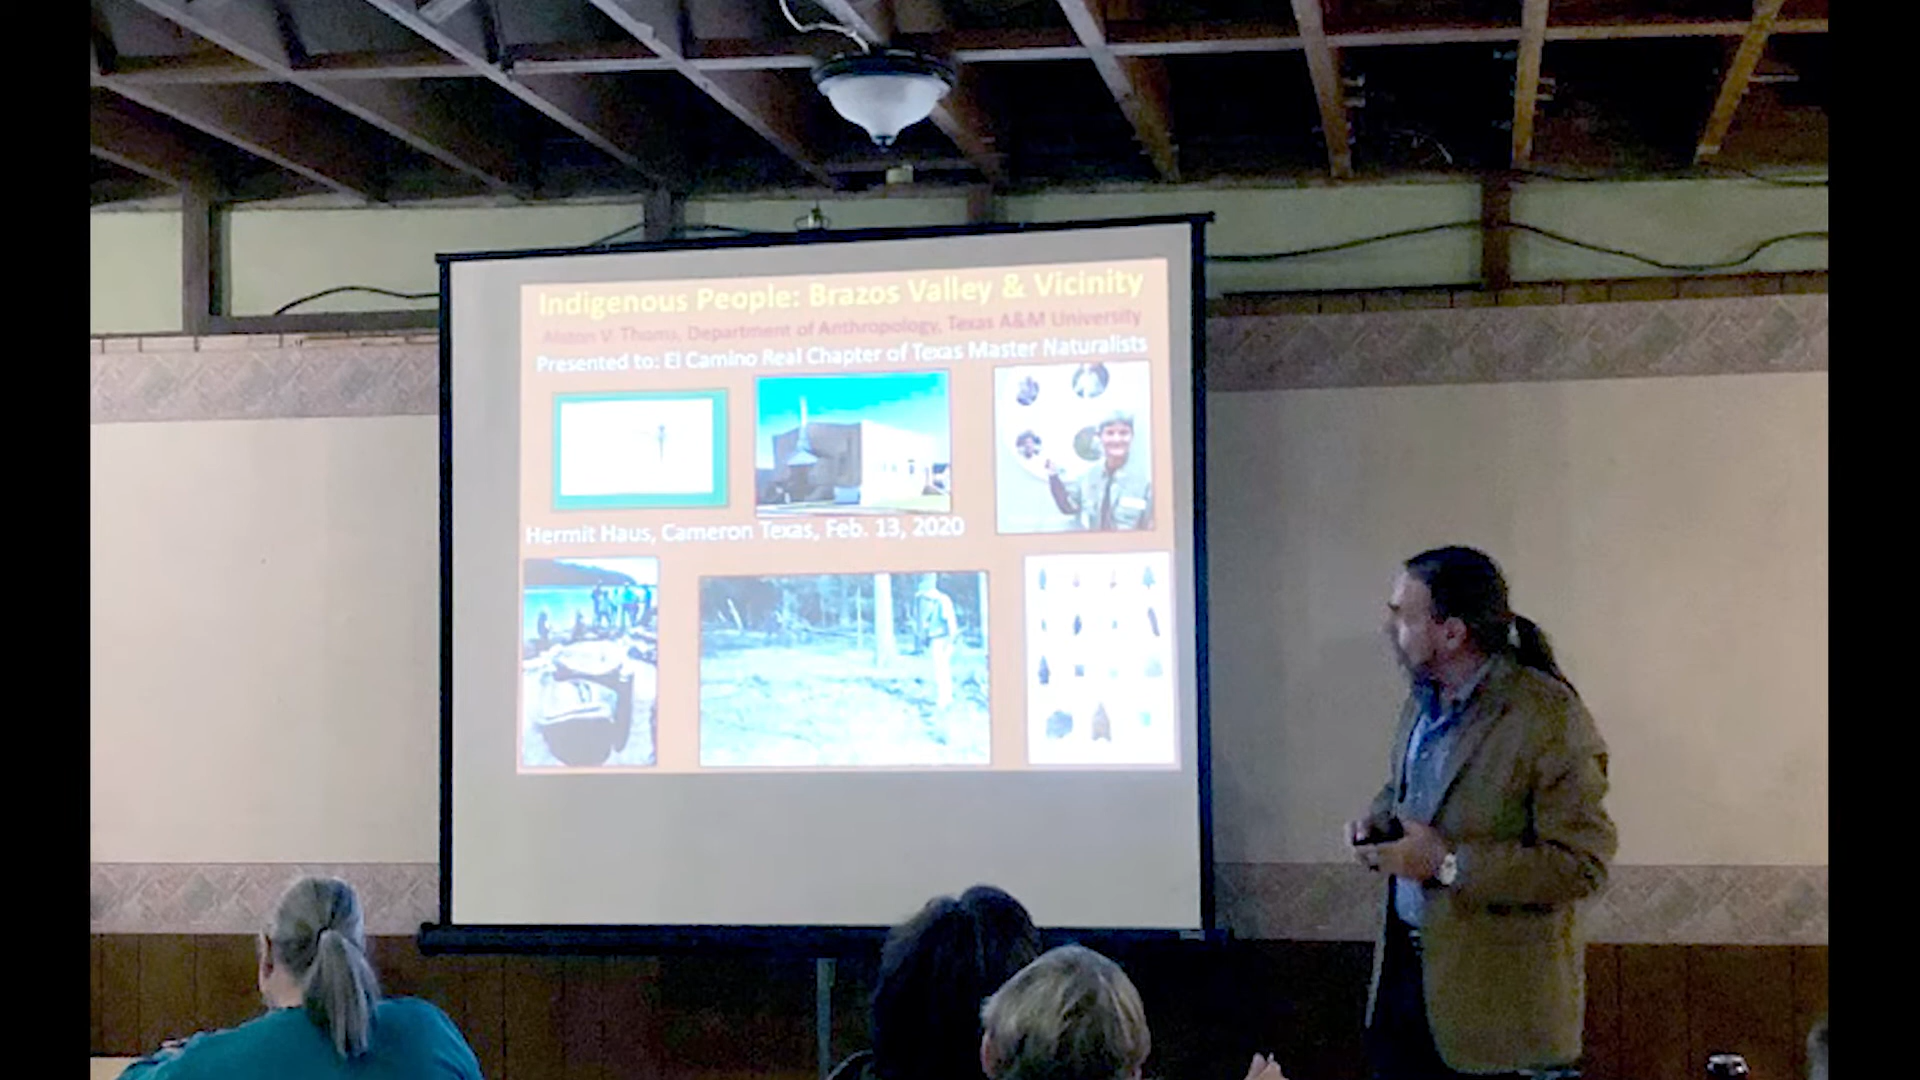 Indigenous People: Brazos Valley & Vicinity
Alston V. Thoms, Department of Anthropology, Texas A&M University
Presented to: El Camino Real Chapter of Texas Master Naturalists
Hermit Haus, Cameron Texas, Feb. 13, 2020